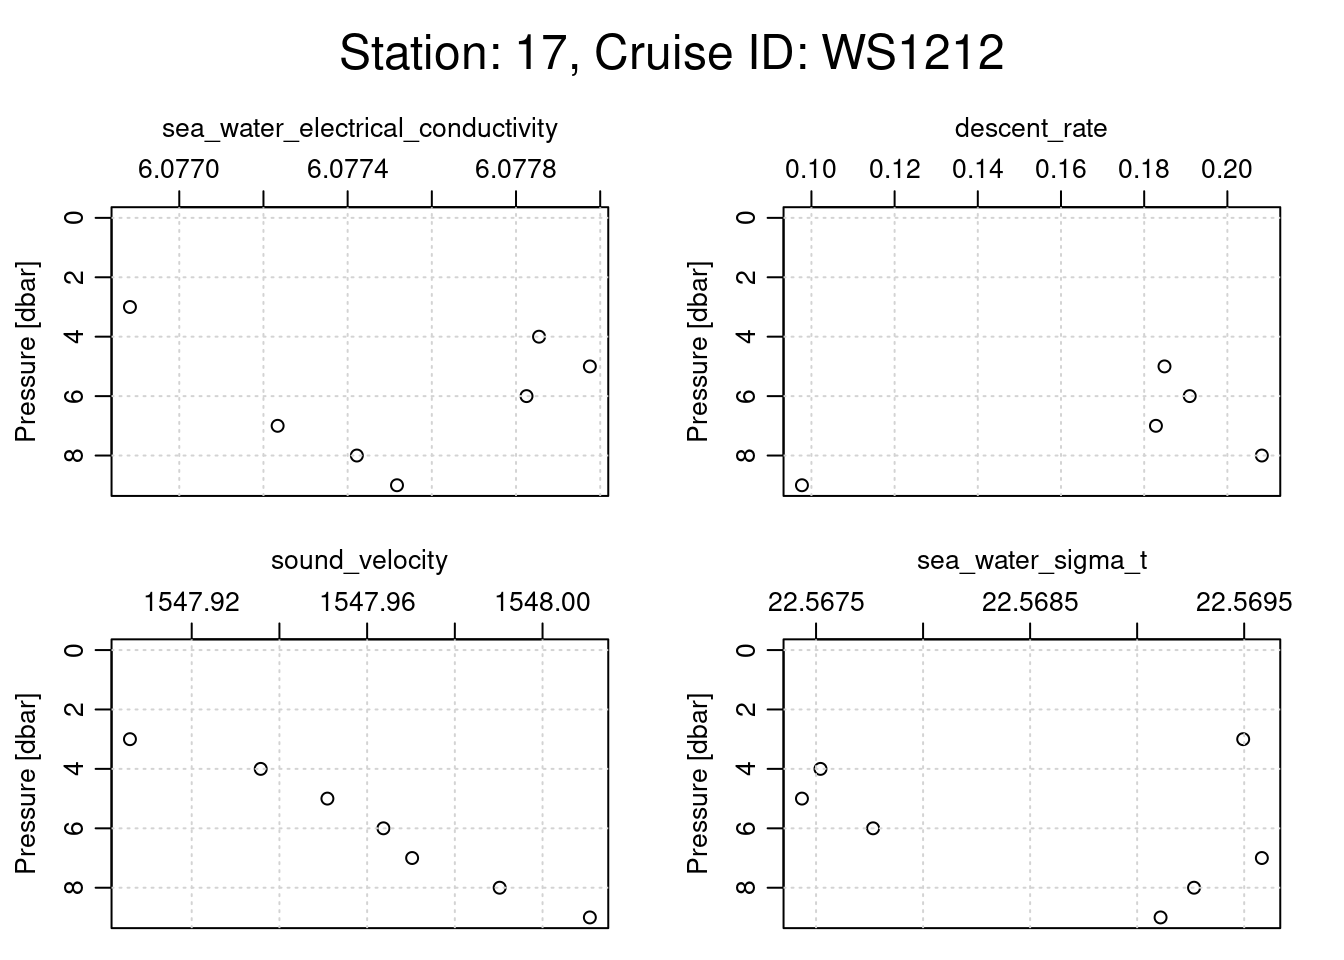 Station: 17, Cruise ID: WS1212
sea_water_electrical_conductivity
6.0770 6.0774 6.0778
0 2 4 6 8
Pressure [dbar]
descent_rate
0.10 0.12 0.14 0.16 0.18 0.20
0 2 4 6 8
Pressure [dbar]
sound_velocity
1547.92 1547.96 1548.00
0 2 4 6 8
Pressure [dbar]
sea_water_sigma_t
22.5675 22.5685 22.5695
0 2 4 6 8
Pressure [dbar]